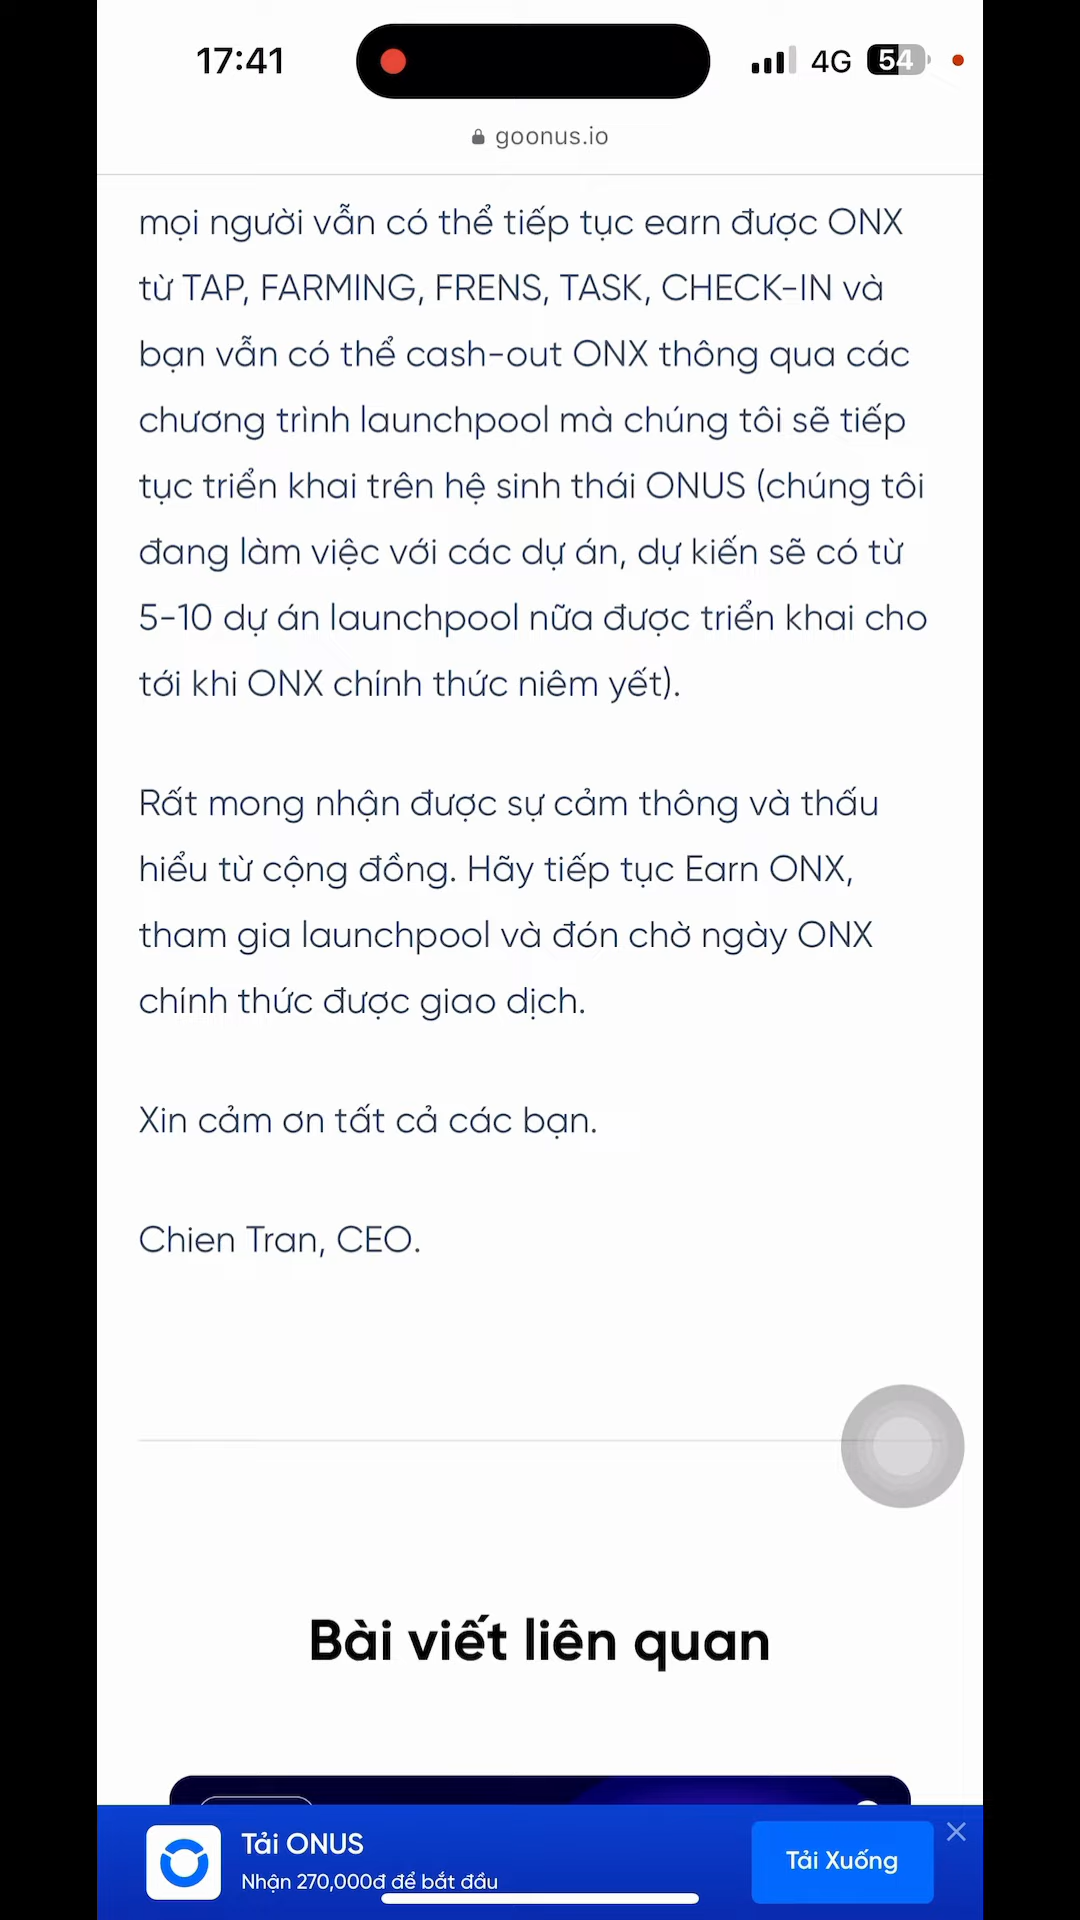 17:41
4G
54
goonus.io
mọi người vẫn có thể tiếp tục earn được ONX
từ TAP, FARMING, FRENS, TASK, CHECK-IN và
bạn vẫn có thể cash-out ONX thông qua các
chương trình launchpool mà chúng tôi sẽ tiếp
tục triển khai trên hệ sinh thái ONUS (chúng tôi
đang làm việc với các dự án, dự kiến sẽ có từ
5-10 dự án launchpool nữa được triển khai cho
tới khi ONX chính thức niêm yết).
Rất mong nhận được sự cảm thông và thấu
hiểu từ cộng đồng. Hãy tiếp tục Earn ONX,
tham gia launchpool và đón chờ ngày ONX
chính thức được giao dịch.
Xin cảm ơn tất cả các bạn.
Chien Tran, CEO.
Bài viết liên quan
Tải ONUS
Nhận 270,000đ để bắt đầu
Tải Xuống